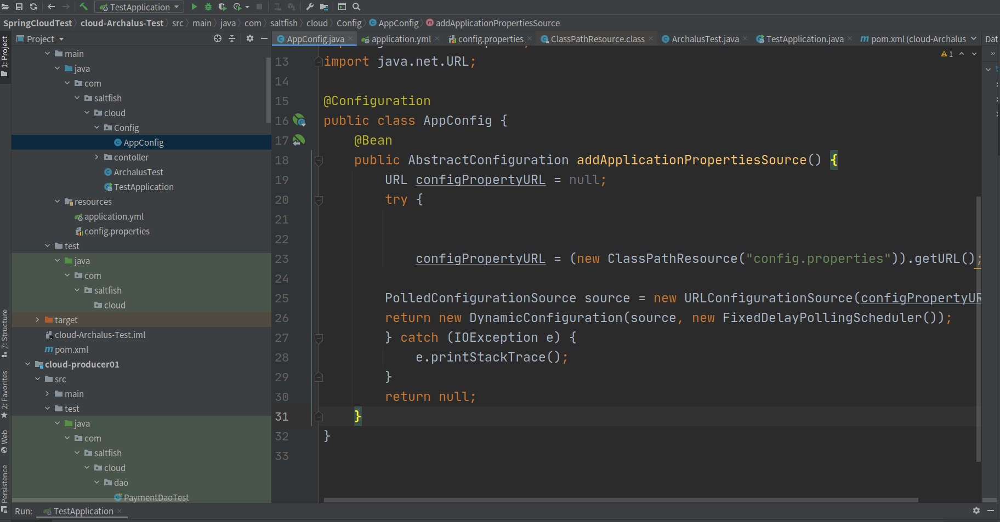 TestApplication
SpringCloudTest cloud-Archalus-Test src main java com saltfish cloud Config AppConfig addApplicationPropertiesSource
Project
AppConfig.java application.yml config.properties ClassPathResource.class ArchalusTest.java TestApplication.java pom.xml (cloud-Archalus Dat
1: Project
7: Structure
2: Favorites
Web
Persistence
main
java
com
saltfish
cloud
Config
AppConfig
contoller
ArchalusTest
TestApplication
resources
application.yml
config.properties
test
java
com
saltfish
cloud
target
cloud-Archalus-Test.iml
pom.xml
cloud-producer01
src
main
test
java
com
saltfish
cloud
dao
PaymentDaoTest
1
13 import java.net.URL;
14
15 @Configuration
16 public class AppConfig {
17 @Bean
18 public AbstractConfiguration addApplicationPropertiesSource() {
19 URL configPropertyURL = null;
20 try {
21
22
23 configPropertyURL = (new ClassPathResource("config.properties")).getURL();
24
25 PolledConfigurationSource source = new URLConfigurationSource(configPropertyUR
26 return new DynamicConfiguration(source, new FixedDelayPollingScheduler());
27 } catch (IOException e) {
28 e.printStackTrace();
29 }
30 return null;
31 }
32 }
33
Run: TestApplication